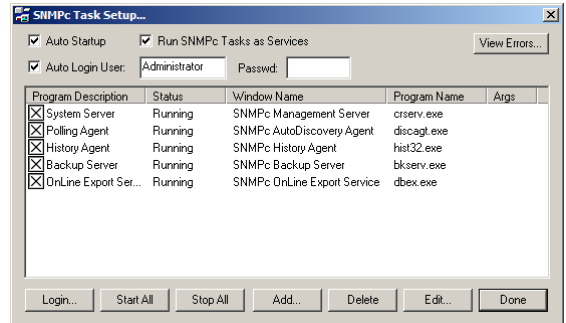 SNMPc Task Setup...
Auto Startup Run SNMPc Tasks as Services View Errors...
Auto Login User: Administrator Passwd:
Program Description Status Window Name Program Name Args
System Server Running SNMPc Management Server crserv.exe
Polling Agent Running SNMPc AutoDiscovery Agent discagt.exe
History Agent Running SNMPc History Agent hist32.exe
Backup Server Running SNMPc Backup Server bkserv.exe
OnLine Export Ser... Running SNMPc OnLine Export Service dbex.exe
Login... Start All Stop All Add... Delete Edit... Done